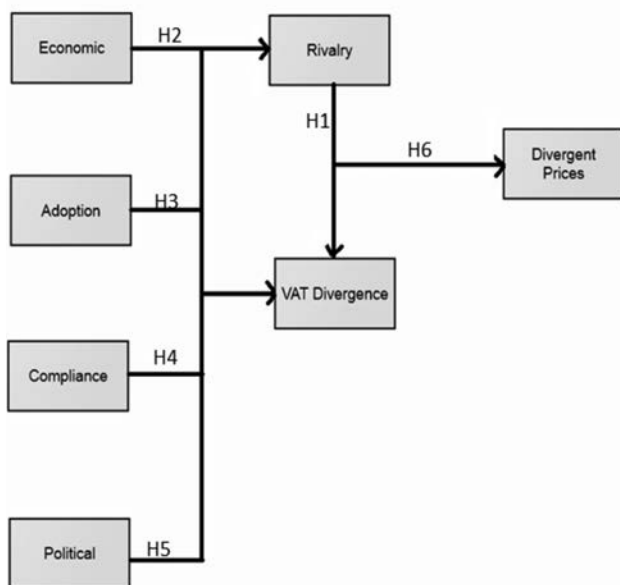 Economic
H2
Rivalry
H1
H6
Divergent
Prices
Adoption
H3
VAT Divergence
Compliance
H4
Political
H5